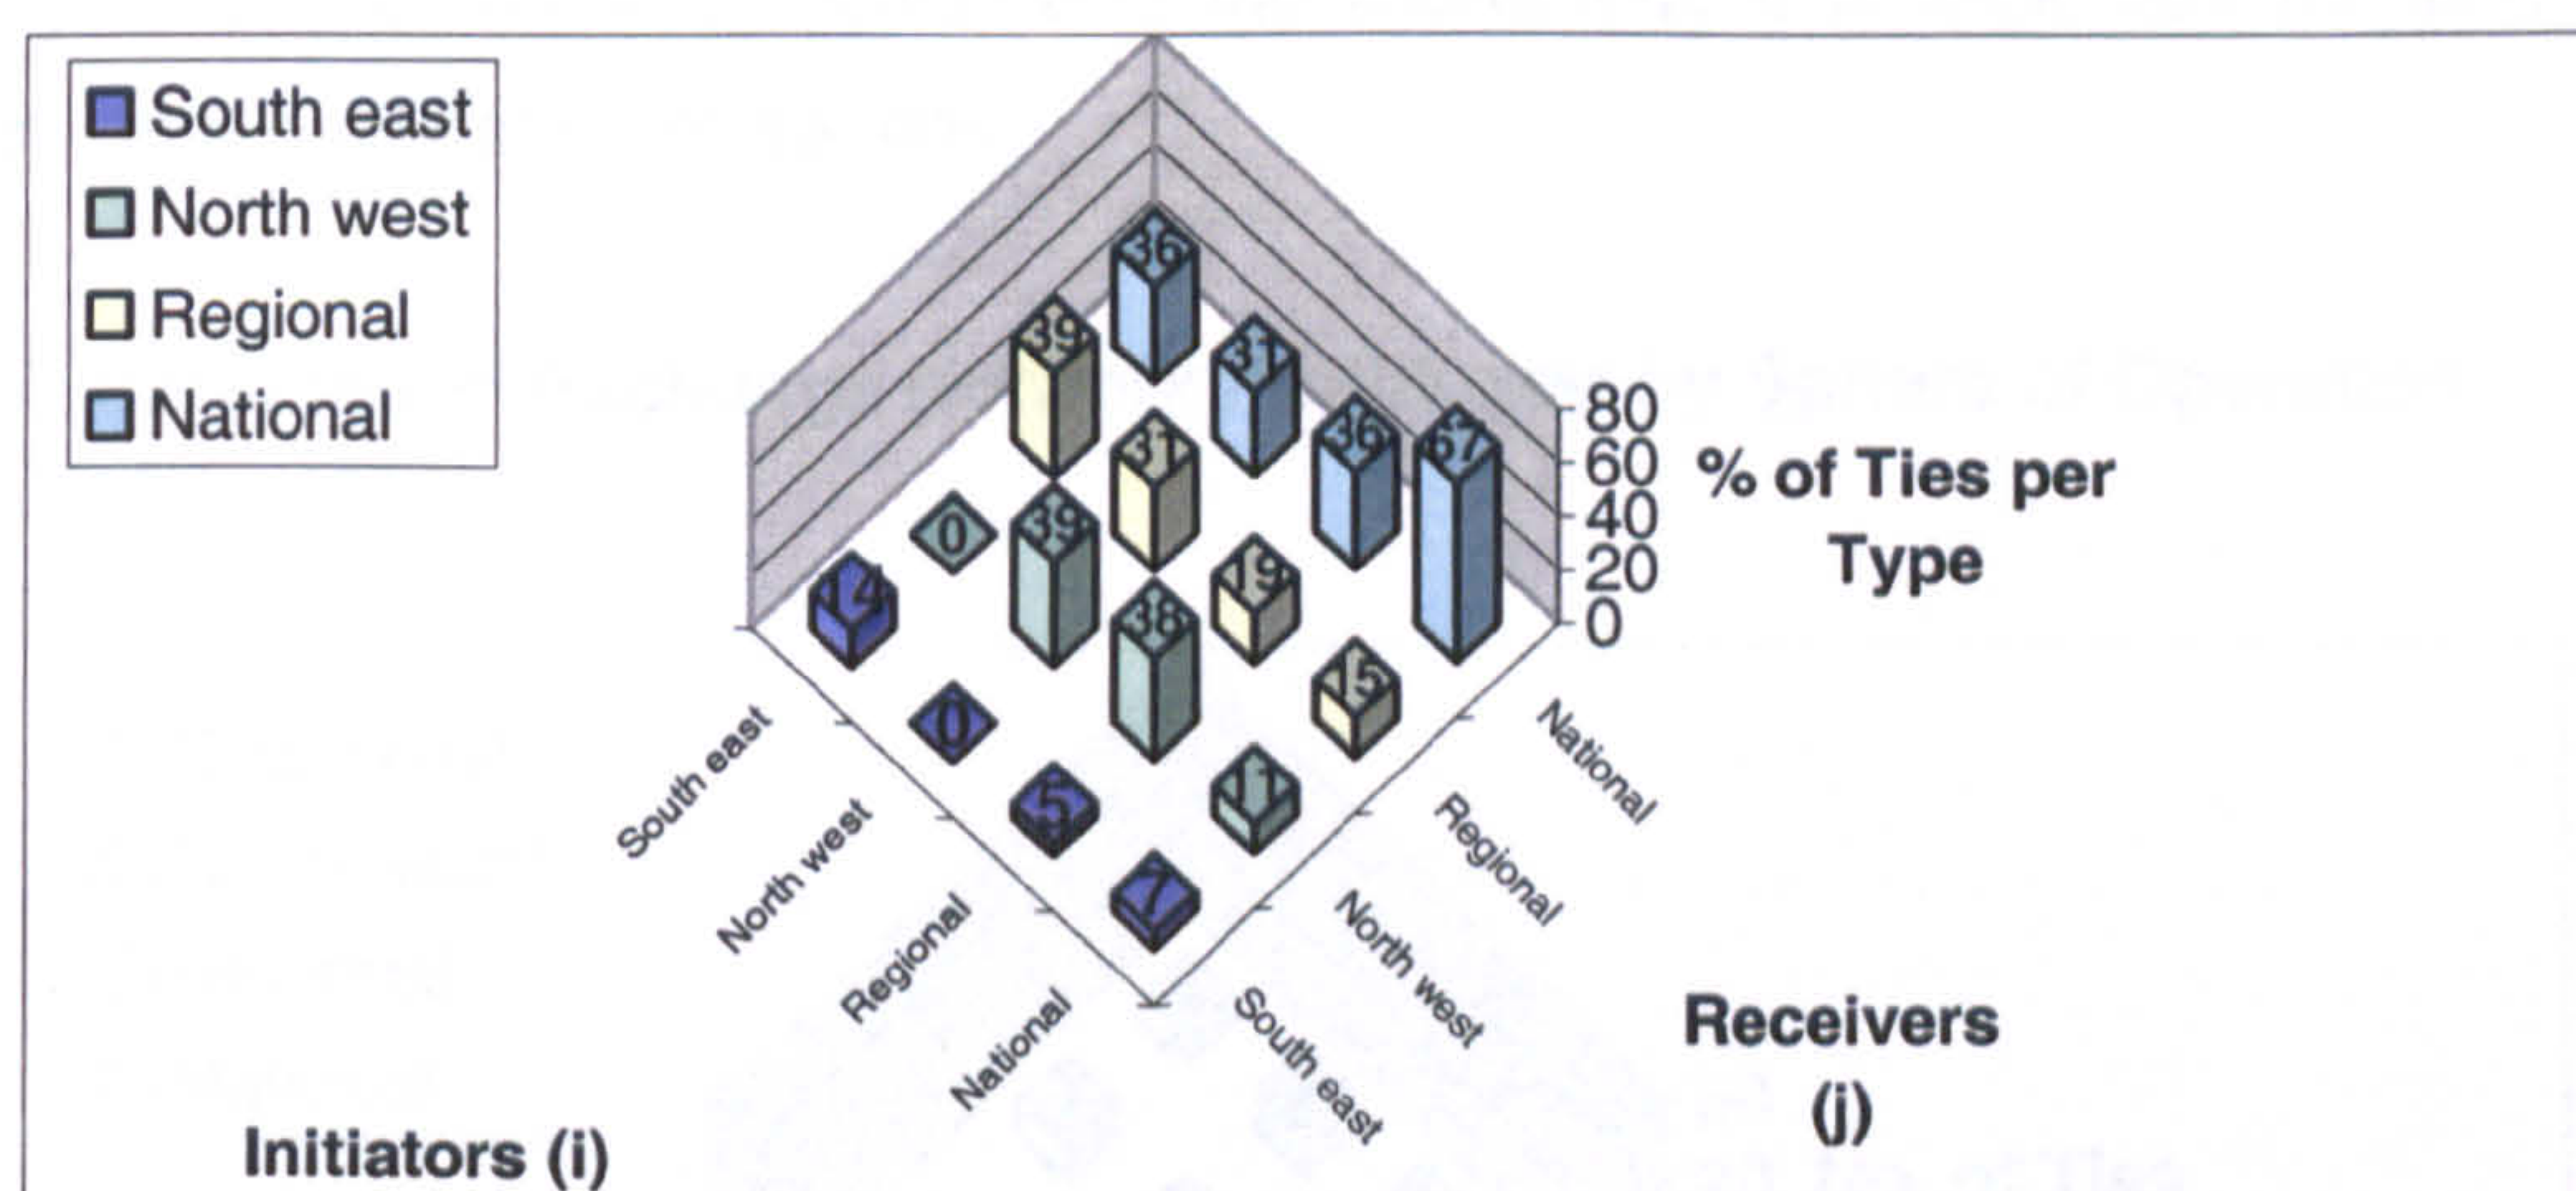 South east
North west
Regional
National
36
39
31
31
36
67
0
39
14
19
38
0
15
5
11
7
80
60
40
20
0
% of Ties per
Type
South east
North west
Regional
National
National
Regional
North west
South east
Receivers
(j)
Initiators (i)